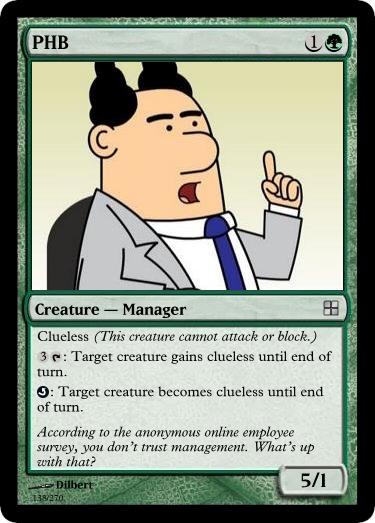 PHB 1
Creature — Manager
Clueless (This creature cannot attack or block.)
3 : Target creature gains clueless until end of
turn.
: Target creature becomes clueless until end
of turn.
According to the anonymous online employee
survey, you don't trust management. What's up
with that?
5/1
Dilbert
138/270